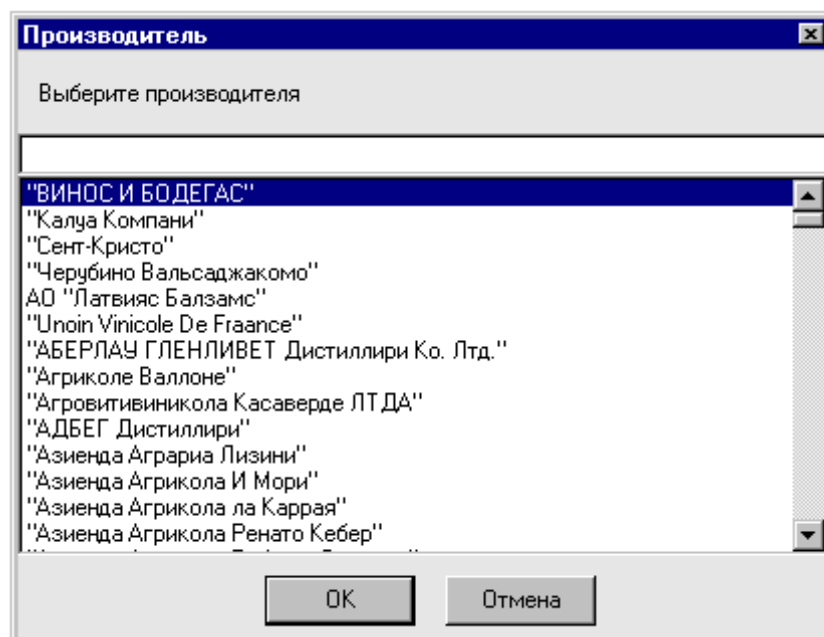 Производитель
Выберите производителя
"ВИНОС И БОДЕГАС"
"Калуа Компани"
"Сент-Кристо"
"Черубино Вальсаджакомо"
АО "Латвияс Балзамс"
"Unoin Vinicole De Fraance"
"АБЕРЛАУ ГЛЕНЛИВЕТ Дистиллири Ко. Лтд."
"Агриколе Валлоне"
"Агровитивиникола Касаверде ЛТДА"
"АДБЕГ Дистиллири"
"Азиенда Аграриа Лизини"
"Азиенда Агрикола И Мори"
"Азиенда Агрикола ла Каррая"
"Азиенда Агрикола Ренато Кебер"
OK
Отмена